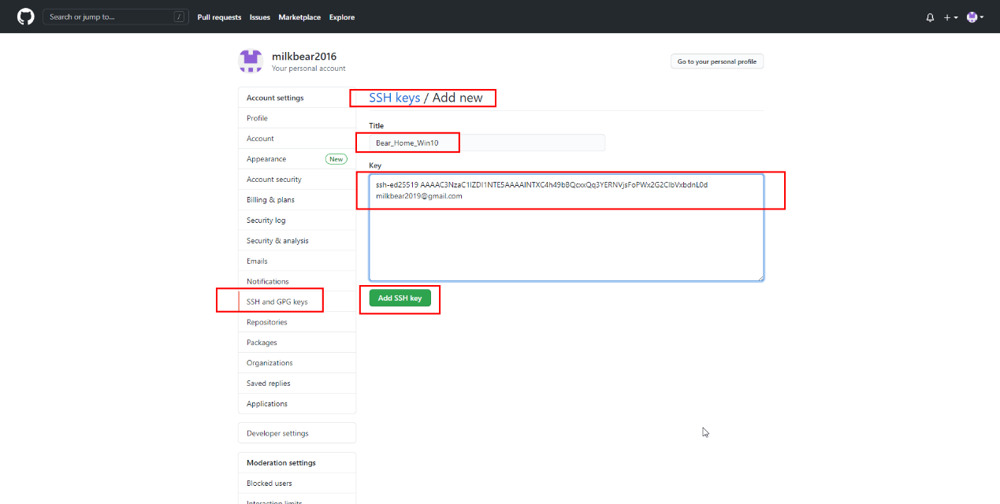 Search or jump to... /
Pull requests Issues Marketplace Explore
milkbear2016
Your personal account
Go to your personal profile
Account settings
Profile
Account
Appearance New
Account security
Billing & plans
Security log
Security & analysis
Emails
Notifications
SSH and GPG keys
Repositories
Packages
Organizations
Saved replies
Applications
Developer settings
Moderation settings
Blocked users
Interaction limits
SSH keys / Add new
Title
Bear_Home_Win10
Key
ssh-ed25519 AAAAC3NzaC1lZDI1NTE5AAAAINTXC4h49bBQcxxQq3YERNVjsFoPWx2G2ClbVxbdnL0d
milkbear2019@gmail.com
Add SSH key